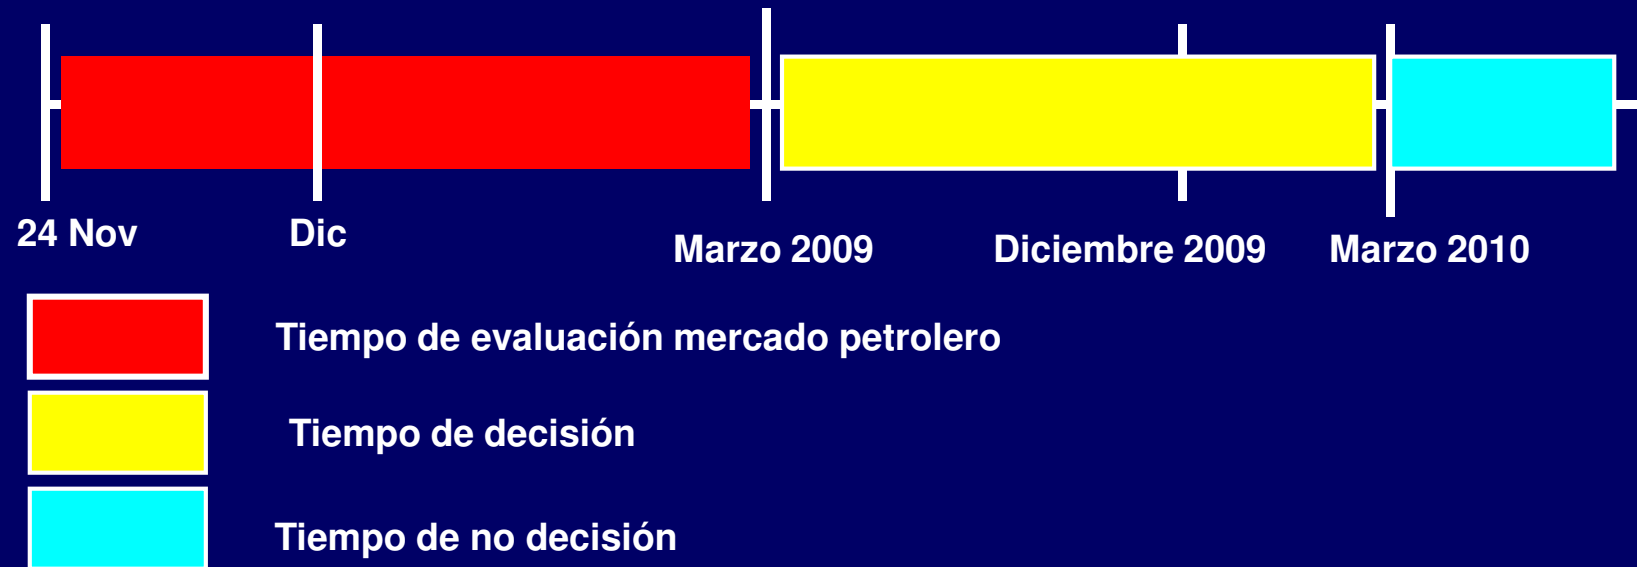 24 Nov
Dic
Marzo 2009
Diciembre 2009
Marzo 2010
Tiempo de evaluación mercado petrolero
Tiempo de decisión
Tiempo de no decisión